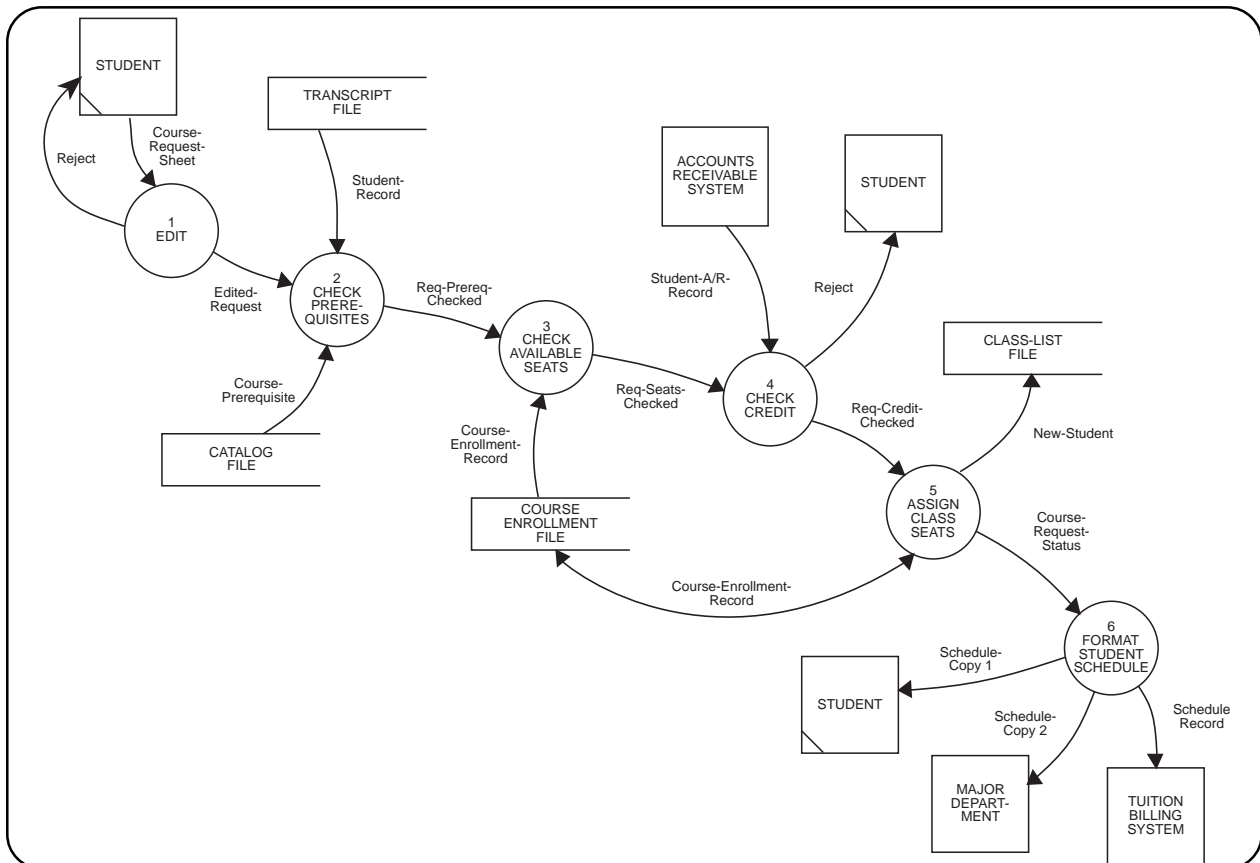 STUDENT
Course-
Request-
Sheet
Reject
1
EDIT
TRANSCRIPT
FILE
Student-
Record
Edited-
Request
2
CHECK
PRERE-
QUISITES
Course-
Prerequisite
CATALOG
FILE
Req-Prereq-
Checked
3
CHECK
AVAILABLE
SEATS
Course-
Enrollment-
Record
COURSE
ENROLLMENT
FILE
Req-Seats-
Checked
ACCOUNTS
RECEIVABLE
SYSTEM
Student-A/R-
Record
STUDENT
Reject
4
CHECK
CREDIT
Req-Credit-
Checked
CLASS-LIST
FILE
New-Student
5
ASSIGN
CLASS
SEATS
Course-Enrollment-
Record
Course-
Request-
Status
6
FORMAT
STUDENT
SCHEDULE
Schedule-
Copy 1
STUDENT
Schedule-
Copy 2
MAJOR
DEPART-
MENT
Schedule
Record
TUITION
BILLING
SYSTEM